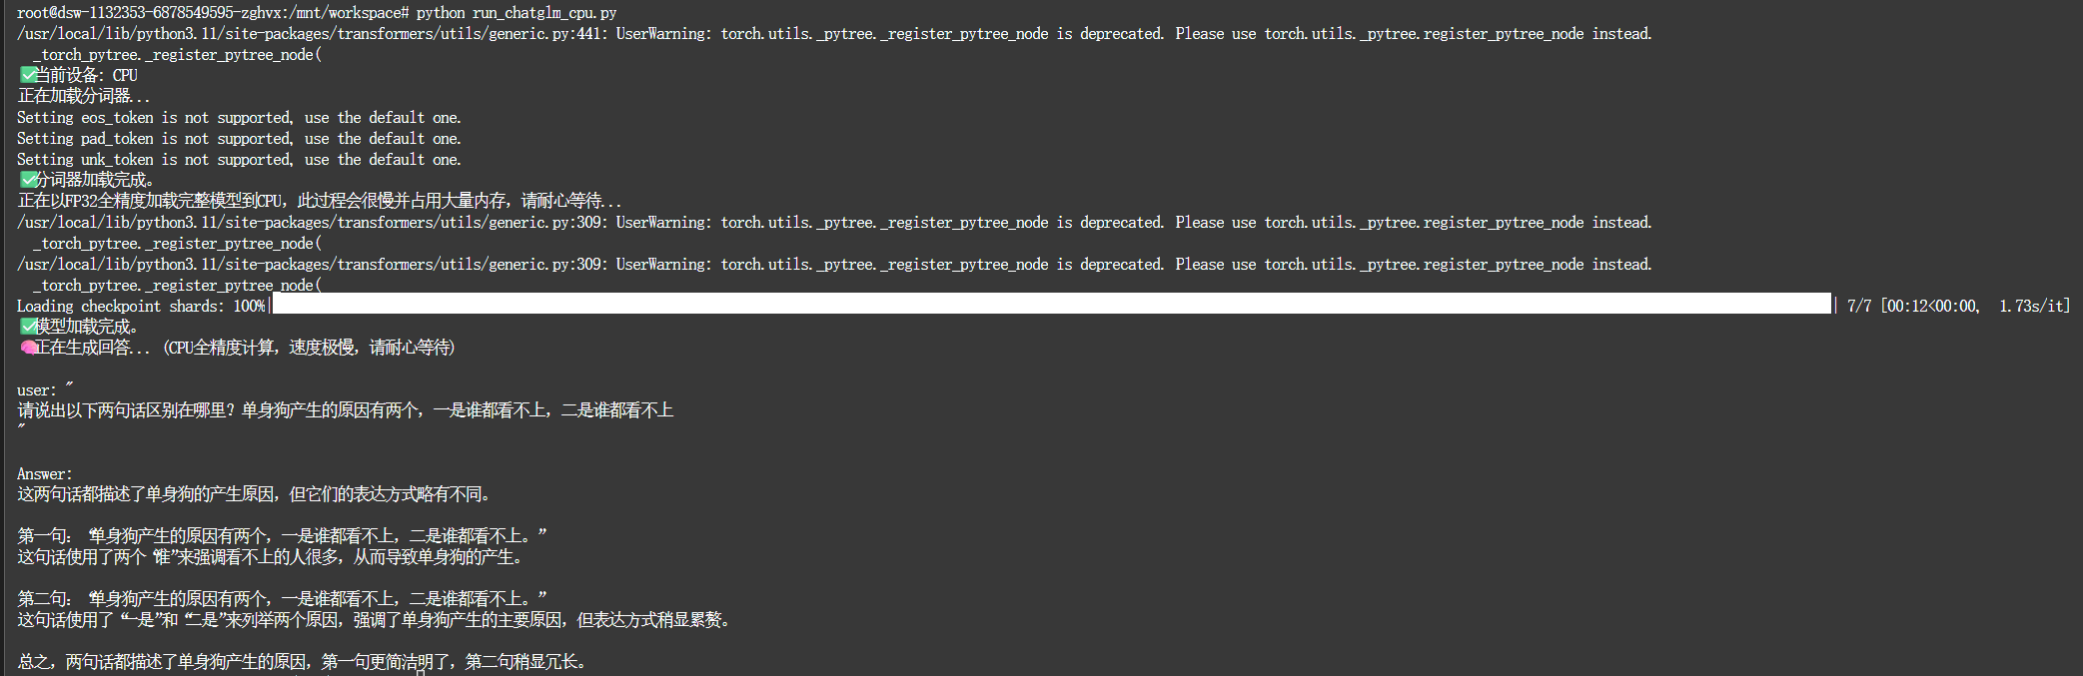 root@dsw-1132353-6878549595-zghvx:/mnt/workspace# python run_chatglm_cpu.py
/usr/local/lib/python3.11/site-packages/transformers/utils/generic.py:441: UserWarning: torch.utils._pytree._register_pytree_node is deprecated. Please use torch.utils._pytree.register_pytree_node instead.
  _torch_pytree._register_pytree_node(
✅当前设备: CPU
正在加载分词器...
Setting eos_token is not supported, use the default one.
Setting pad_token is not supported, use the default one.
Setting unk_token is not supported, use the default one.
✅分词器加载完成。
正在以FP32全精度加载完整模型到CPU，此过程会很慢并占用大量内存，请耐心等待...
/usr/local/lib/python3.11/site-packages/transformers/utils/generic.py:309: UserWarning: torch.utils._pytree._register_pytree_node is deprecated. Please use torch.utils._pytree.register_pytree_node instead.
  _torch_pytree._register_pytree_node(
/usr/local/lib/python3.11/site-packages/transformers/utils/generic.py:309: UserWarning: torch.utils._pytree._register_pytree_node is deprecated. Please use torch.utils._pytree.register_pytree_node instead.
  _torch_pytree._register_pytree_node(
Loading checkpoint shards: 100%|██████████| 7/7 [00:12<00:00,  1.73s/it]
✅模型加载完成。
🧠正在生成回答... (CPU全精度计算，速度极慢，请耐心等待)
user: "
请说出以下两句话区别在哪里？单身狗产生的原因有两个，一是谁都看不上，二是谁都看不上
"
Answer:
这两句话都描述了单身狗的产生原因，但它们的表达方式略有不同。
第一句：“单身狗产生的原因有两个，一是谁都看不上，二是谁都看不上。”
这句话使用了两个“谁”来强调看不上的人很多，从而导致单身狗的产生。
第二句：“单身狗产生的原因有两个，一是谁都看不上，二是谁都看不上。”
这句话使用了“一是”和“二是”来列举两个原因，强调了单身狗产生的主要原因，但表达方式稍显累赘。
总之，两句话都描述了单身狗产生的原因，第一句更简洁明了，第二句稍显冗长。